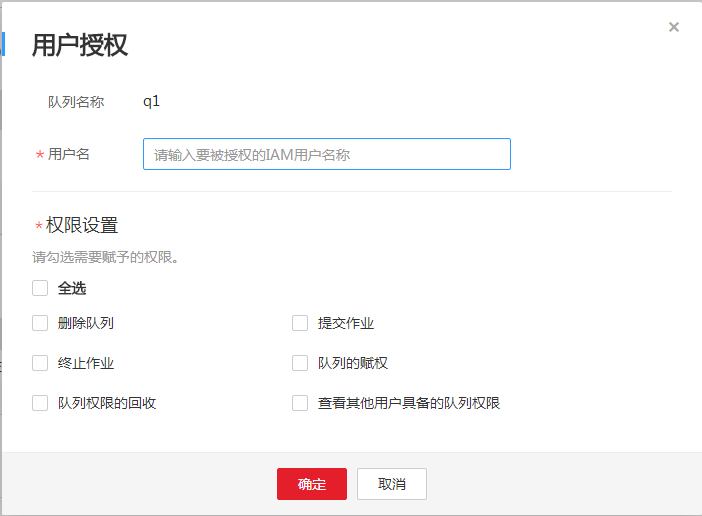 用户授权
×
队列名称 q1
* 用户名 请输入要被授权的IAM用户名称
* 权限设置
请勾选需要赋予的权限。
全选
删除队列 提交作业
终止作业 队列的赋权
队列权限的回收 查看其他用户具备的队列权限
确定 取消